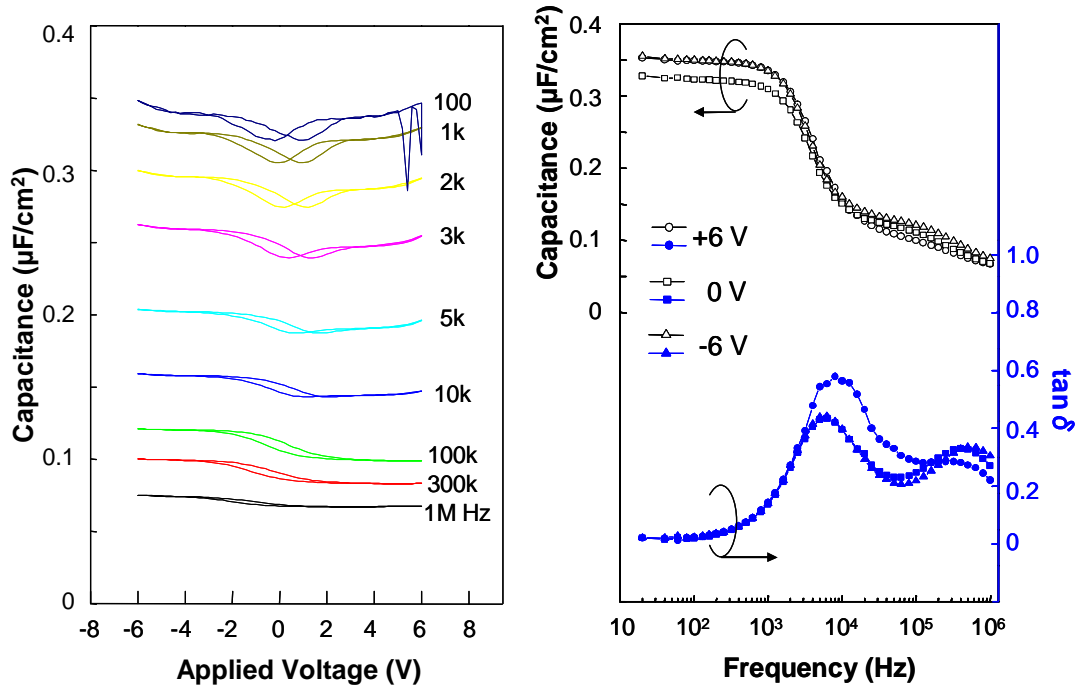 Capacitance (μF/cm²)
0.4
0.3
0.2
0.1
0
-8
-6
-4
-2
0
2
4
6
8
Applied Voltage (V)
100
1k
2k
3k
5k
10k
100k
300k
1M Hz
Capacitance (μF/cm²)
0.4
0.3
0.2
0.1
0
+6 V
0 V
-6 V
1.0
0.8
0.6
0.4
0.2
0
tan δ
10
10²
10³
10⁴
10⁵
10⁶
Frequency (Hz)